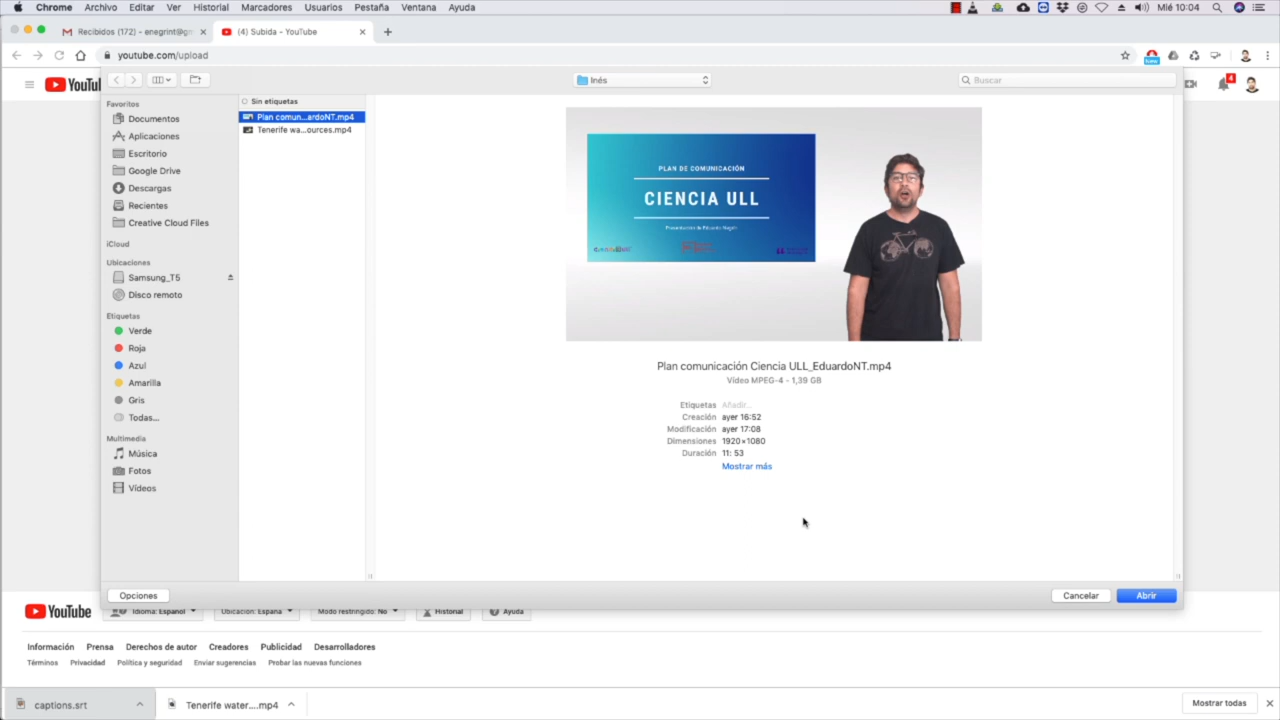 Chrome Archivo Editar Ver Historial Marcadores Usuarios Pestaña Ventana Ayuda Mié 10:04
Recibidos (172) - enegrint@gm
(4) Subida - YouTube
youtube.com/upload
New
YouTu
4
Inés
Buscar
Favoritos
Documentos
Aplicaciones
Escritorio
Google Drive
Descargas
Recientes
Creative Cloud Files
iCloud
Ubicaciones
Samsung_T5
Disco remoto
Etiquetas
Verde
Roja
Azul
Amarilla
Gris
Todas...
Multimedia
Música
Fotos
Vídeos
Sin etiquetas
Plan comun...ardoNT.mp4
Tenerife wa...ources.mp4
PLAN DE COMUNICACIÓN
CIENCIA ULL
Presentación de Eduardo Negrín
Plan comunicación Ciencia ULL_EduardoNT.mp4
Vídeo MPEG-4 - 1,39 GB
Etiquetas Añadir...
Creación ayer 16:52
Modificación ayer 17:08
Dimensiones 1920×1080
Duración 11: 53
Mostrar más
Opciones
Cancelar
Abrir
YouTube
Idioma: Español
Ubicación: España
Modo restringido: No
Historial
Ayuda
Información Prensa Derechos de autor Creadores Publicidad Desarrolladores
Términos Privacidad Política y seguridad Enviar sugerencias Probar las nuevas funciones
captions.srt
Tenerife water....mp4
Mostrar todas